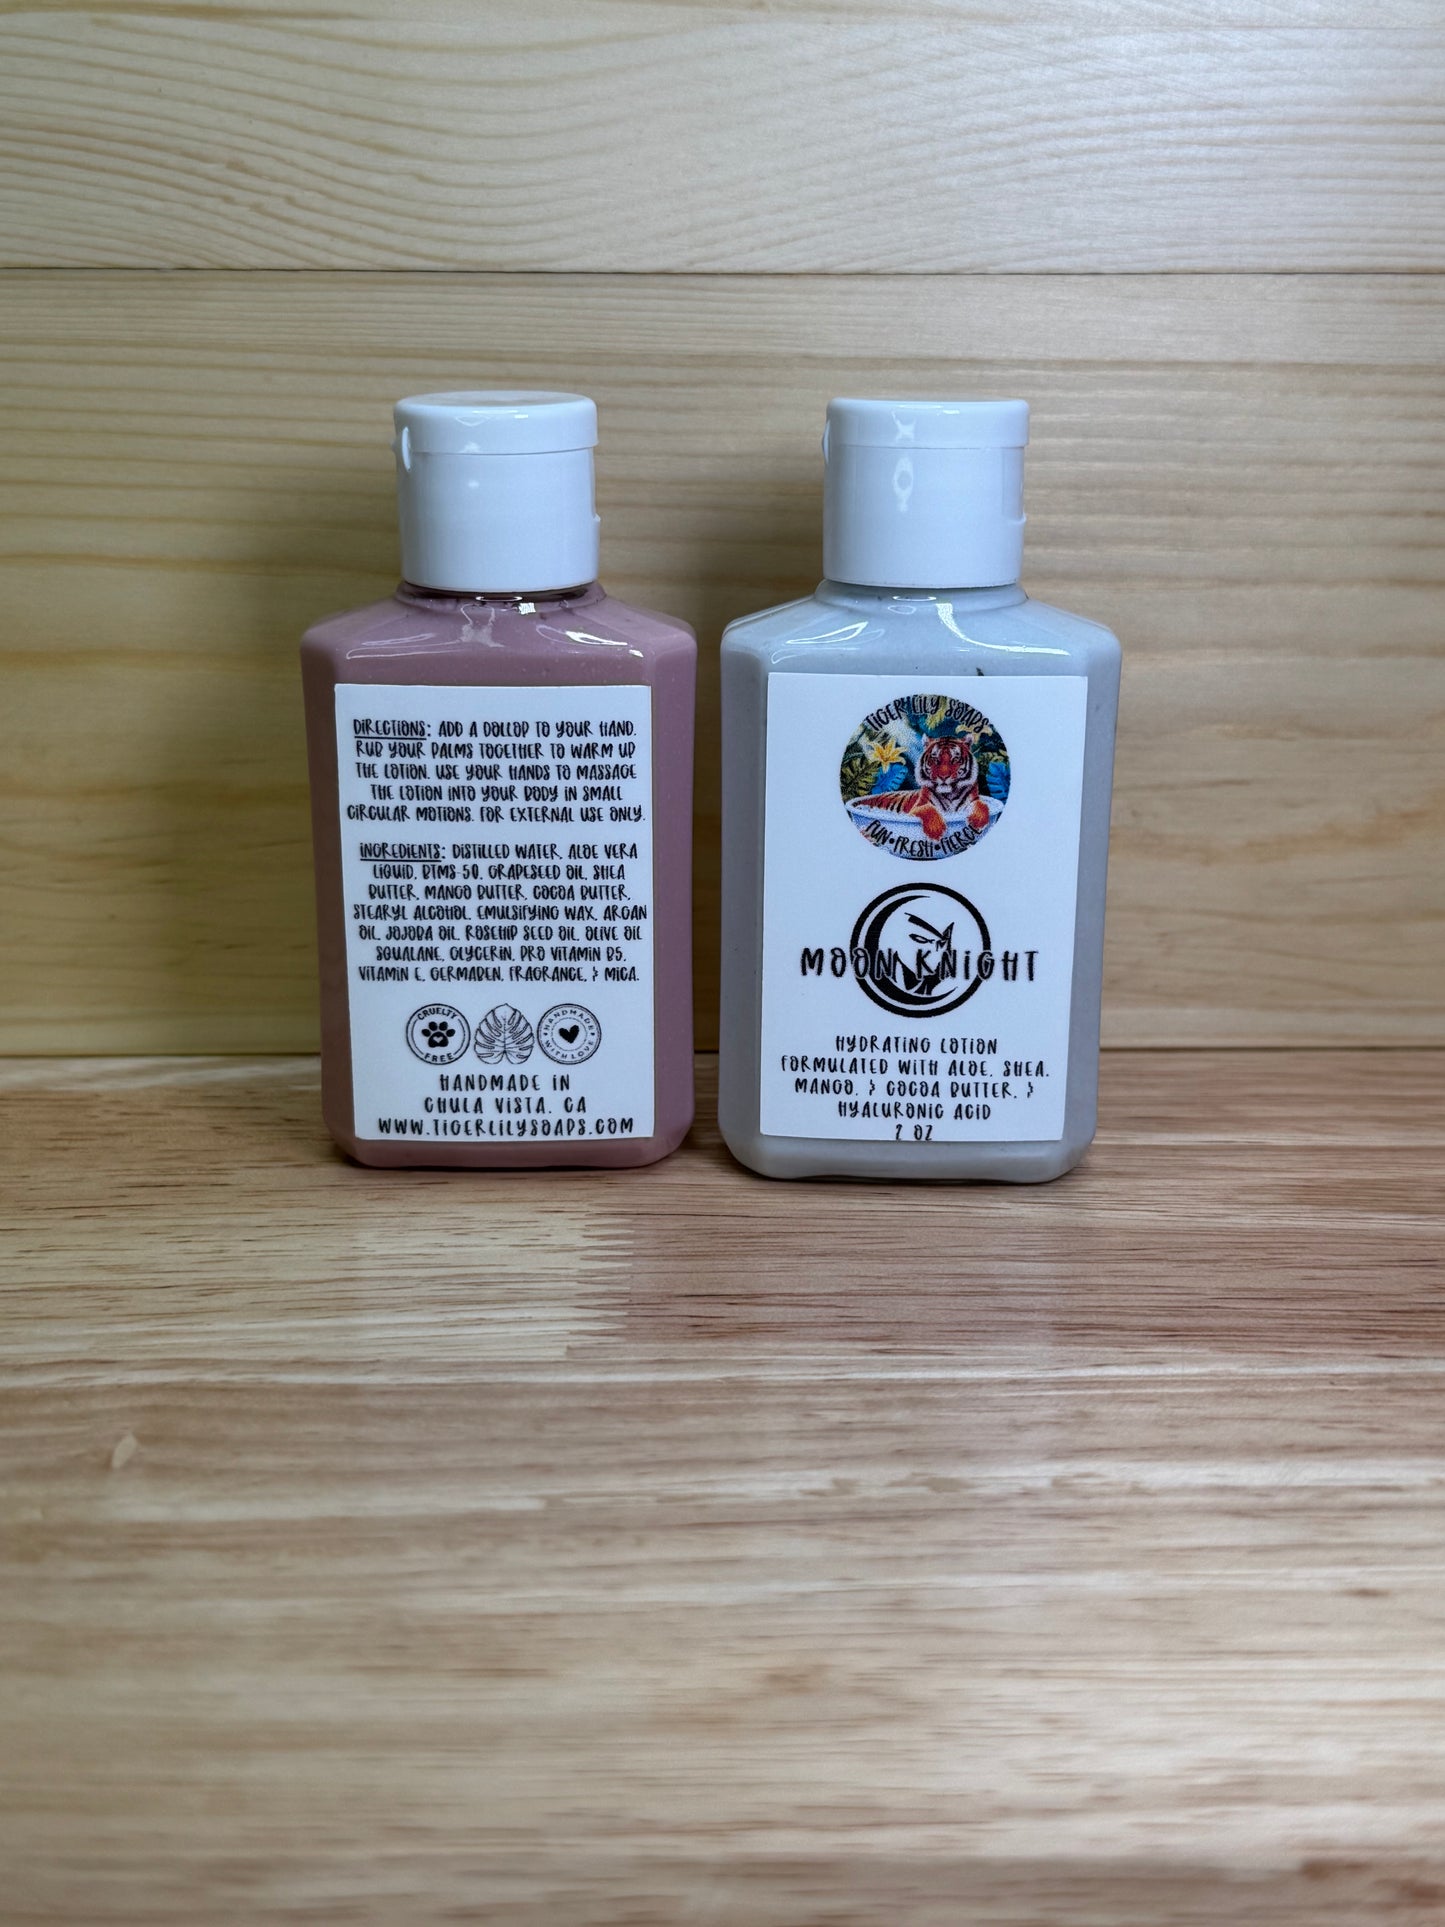 DIRECTIONS: ADD A DOLLOP TO YOUR HAND.
RUB YOUR PALMS TOGETHER TO WARM UP
THE LOTION. USE YOUR HANDS TO MASSAGE
THE LOTION INTO YOUR BODY IN SMALL
CIRCULAR MOTIONS. FOR EXTERNAL USE ONLY.
INGREDIENTS: DISTILLED WATER, ALOE VERA
LIQUID, BTMS-50, GRAPESEED OIL, SHEA
BUTTER, MANGO BUTTER, COCOA BUTTER,
STEARYL ALCOHOL, EMULSIFYING WAX, ARGAN
OIL, JOJOBA OIL, ROSEHIP SEED OIL, OLIVE OIL
SQUALANE, GLYCERIN, PRO VITAMIN B5,
VITAMIN E, GERMABEN, FRAGRANCE, & MICA.
CRUELTY
FREE
HANDMADE
WITH LOVE
HANDMADE IN
CHULA VISTA, CA
WWW.TIGERLILYSOAPS.COM
TIGER LILY SOAPS
FUN•FRESH•FIERCE
MOON KNIGHT
HYDRATING LOTION
FORMULATED WITH ALOE, SHEA,
MANGO, & COCOA BUTTER, &
HYALURONIC ACID
2 OZ